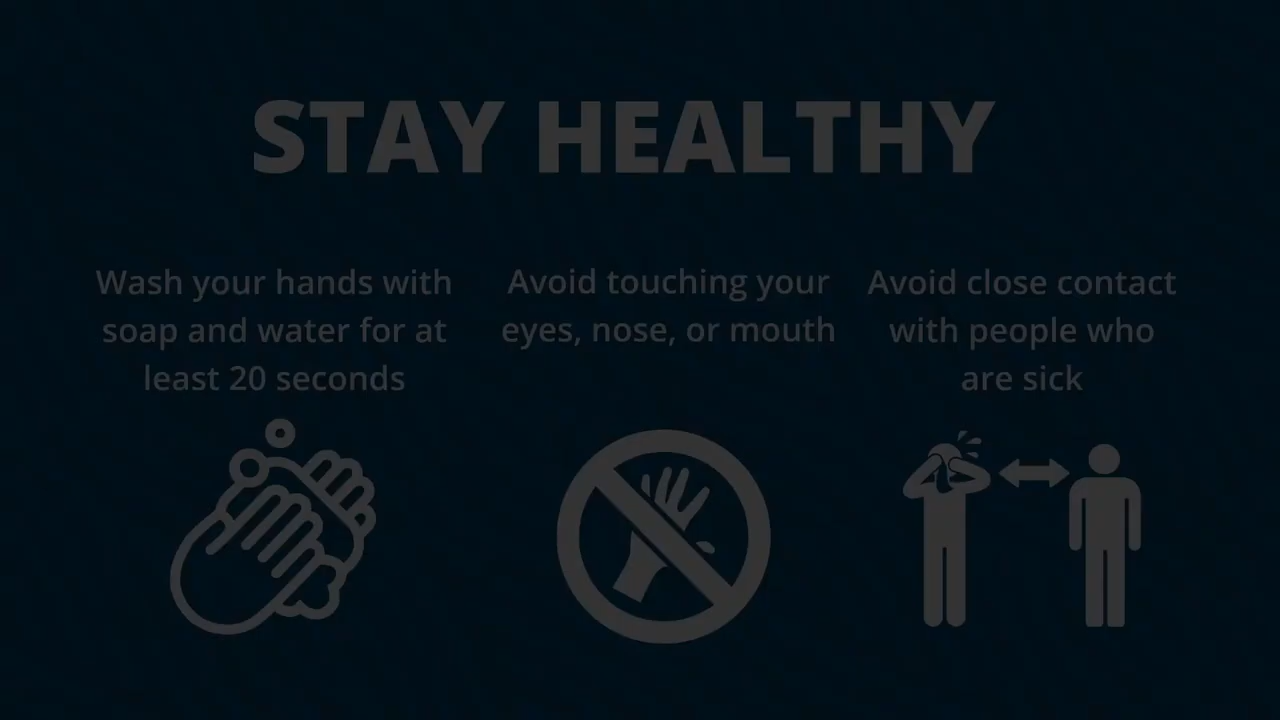 STAY HEALTHY
Wash your hands with
soap and water for at
least 20 seconds
Avoid touching your
eyes, nose, or mouth
Avoid close contact
with people who
are sick